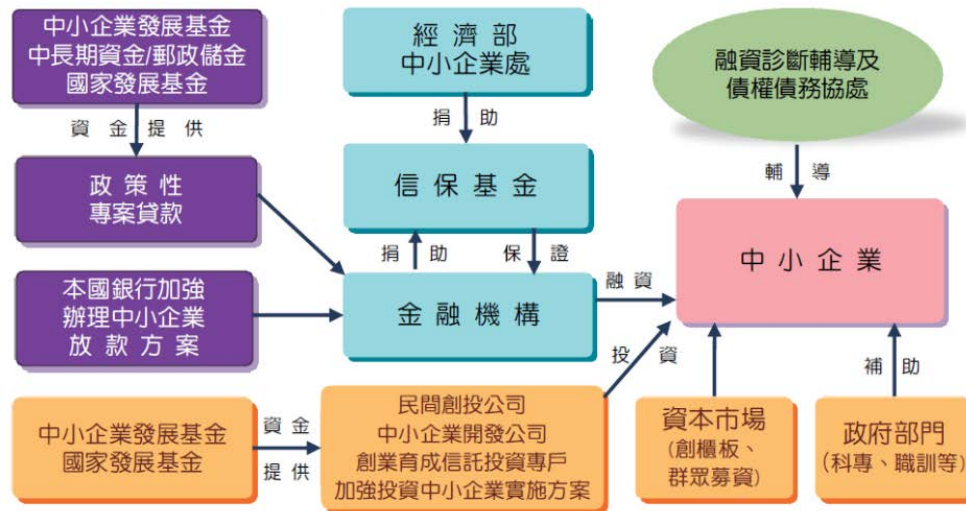 中小企業發展基金
中長期資金/郵政儲金
國家發展基金
資金提供
政策性
專案貸款
本國銀行加強
辦理中小企業
放款方案
經濟部
中小企業處
捐助
信保基金
捐助
保證
金融機構
融資
融資診斷輔導及
債權債務協處
輔導
中小企業
投資
補助
中小企業發展基金
國家發展基金
資金
提供
民間創投公司
中小企業開發公司
創業育成信託投資專戶
加強投資中小企業實施方案
資本市場
(創櫃板、
群眾募資)
政府部門
(科專、職訓等)